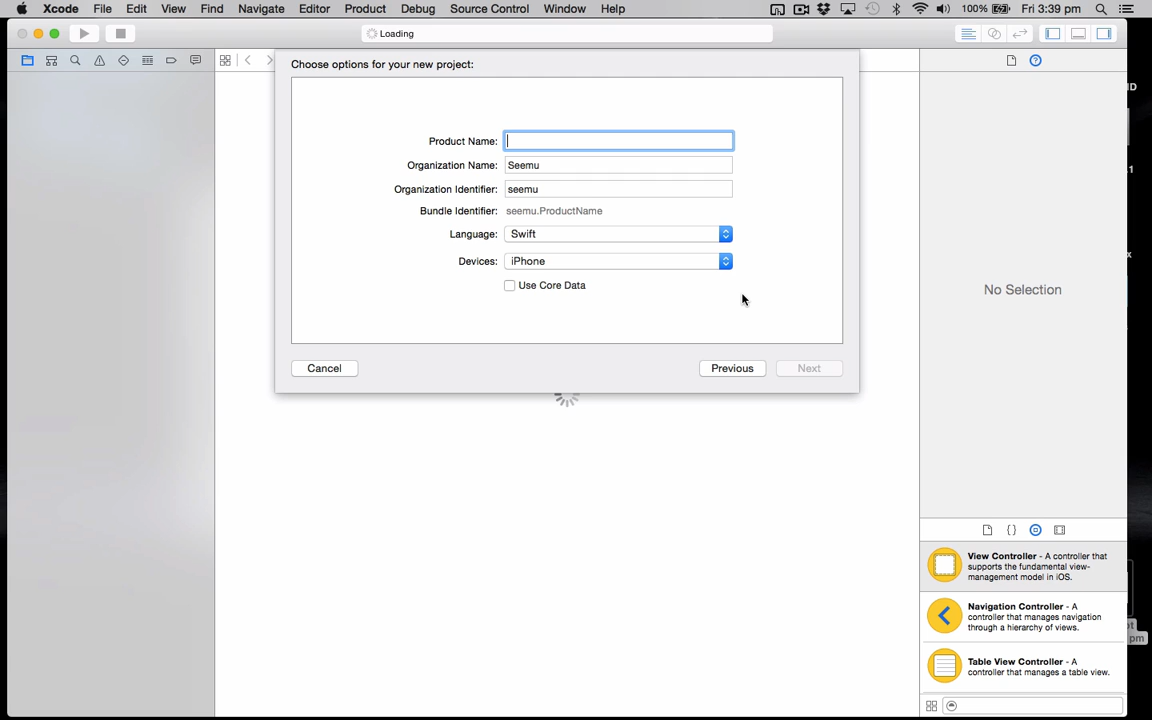 Xcode File Edit View Find Navigate Editor Product Debug Source Control Window Help 100% Fri 3:39 pm
Loading
Choose options for your new project:
Product Name:
Organization Name: Seemu
Organization Identifier: seemu
Bundle Identifier: seemu.ProductName
Language: Swift
Devices: iPhone
Use Core Data
Cancel Previous Next
No Selection
View Controller - A controller that
supports the fundamental view-
management model in iOS.
Navigation Controller - A
controller that manages navigation
through a hierarchy of views.
Table View Controller - A
controller that manages a table view.
pm